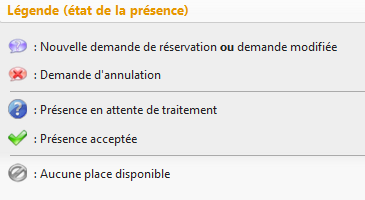 Légende (état de la présence)
: Nouvelle demande de réservation ou demande modifiée
: Demande d'annulation
: Présence en attente de traitement
: Présence acceptée
: Aucune place disponible